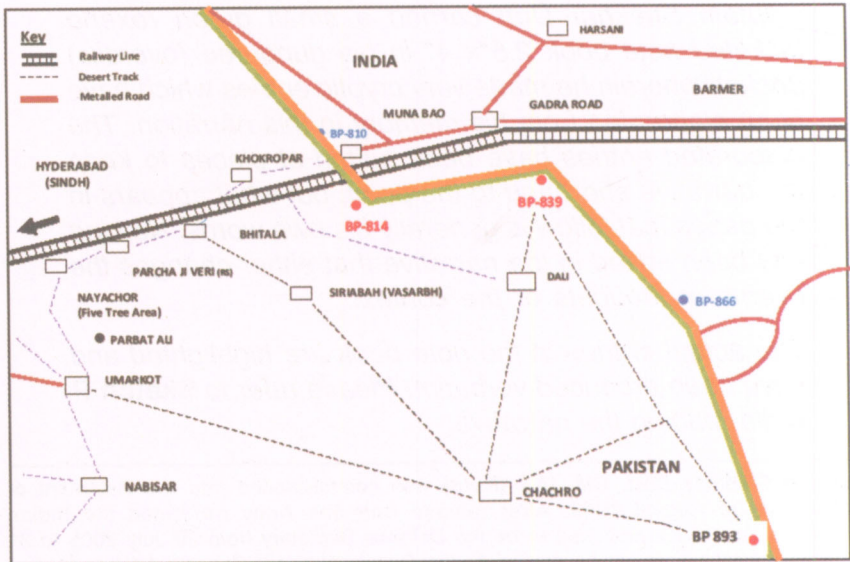 Key
Railway Line
Desert Track
Metalled Road
HARSANI
INDIA
BARMER
MUNA BAO
GADRA ROAD
BP-810
KHOKROPAR
HYDERABAD
(SINDH)
BP-814
BP-839
BHITALA
PARCHA JI VERI (RS)
SIRIABAH (VASARBH)
DALI
NAYACHOR
(Five Tree Area)
BP-866
PARBAT ALI
UMARKOT
PAKISTAN
NABISAR
CHACHRO
BP 893